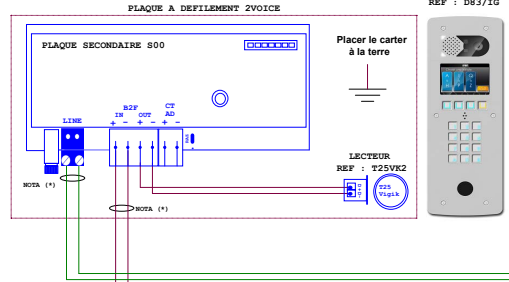 PLAQUE A DEFILEMENT 2VOICE
REF : D83/IG
PLAQUE SECONDAIRE S00
Placer le carter
à la terre
B2F
CT
IN OUT AD
LINE
+ - + - + -
LECTEUR
REF : T25VK2
T25
Vigik
NOTA (*)
NOTA (*)